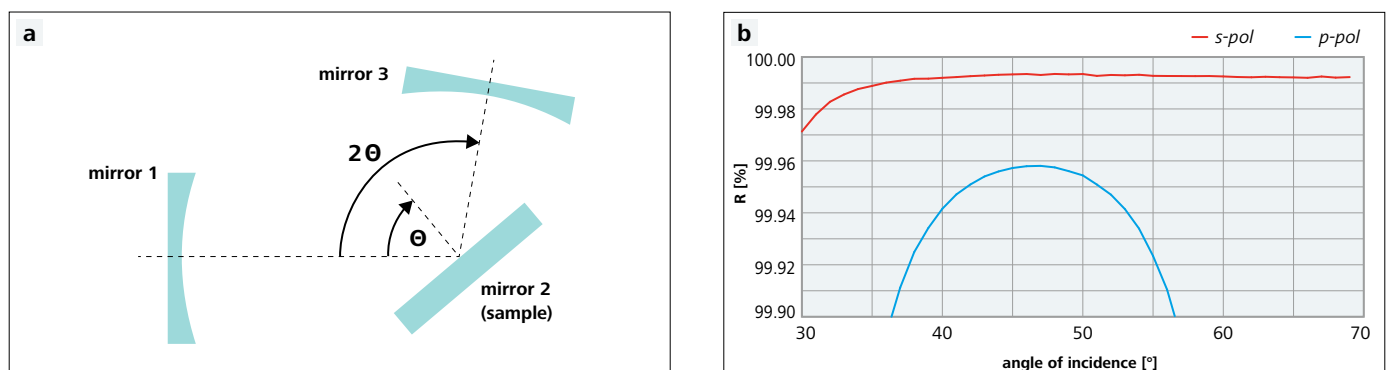 a
mirror 3
2Θ
mirror 1
Θ
mirror 2
(sample)
b
s-pol p-pol
100.00
99.98
99.96
99.94
99.92
99.90
R [%]
30 40 50 60 70
angle of incidence [°]